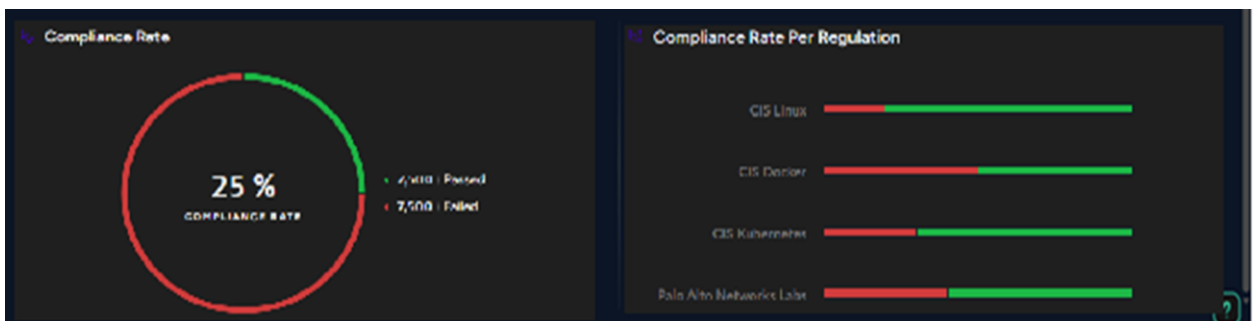 Compliance Rate
25 %
COMPLIANCE RATE
Passed
7,500 | Failed
Compliance Rate Per Regulation
CIS Linux
CIS Docker
CIS Kubernetes
Palo Alto Networks Labs
?